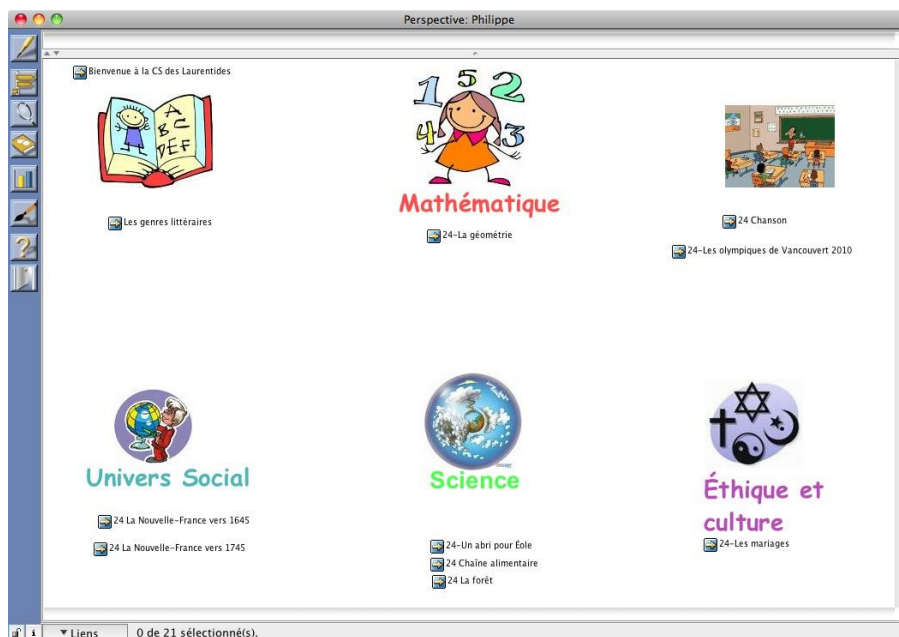 Perspective: Philippe
Bienvenue à la CS des Laurentides
A
B C
DEF
Les genres littéraires
1 5 2
4 3
Mathématique
24-La géométrie
24 Chanson
24-Les olympiques de Vancouvert 2010
Univers Social
24 La Nouvelle-France vers 1645
24 La Nouvelle-France vers 1745
Science
24-Un abri pour Éole
24 Chaîne alimentaire
24 La forêt
Éthique et
culture
24-Les mariages
Liens
0 de 21 sélectionné(s).